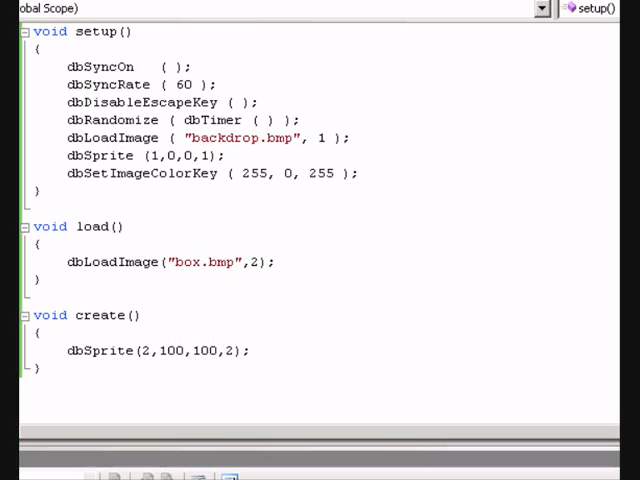 obal Scope)
setup()
void setup()
{
dbSyncOn ( );
dbSyncRate ( 60 );
dbDisableEscapeKey ( );
dbRandomize ( dbTimer ( ) );
dbLoadImage ( "backdrop.bmp", 1 );
dbSprite (1,0,0,1);
dbSetImageColorKey ( 255, 0, 255 );
}
void load()
{
dbLoadImage("box.bmp",2);
}
void create()
{
dbSprite(2,100,100,2);
}